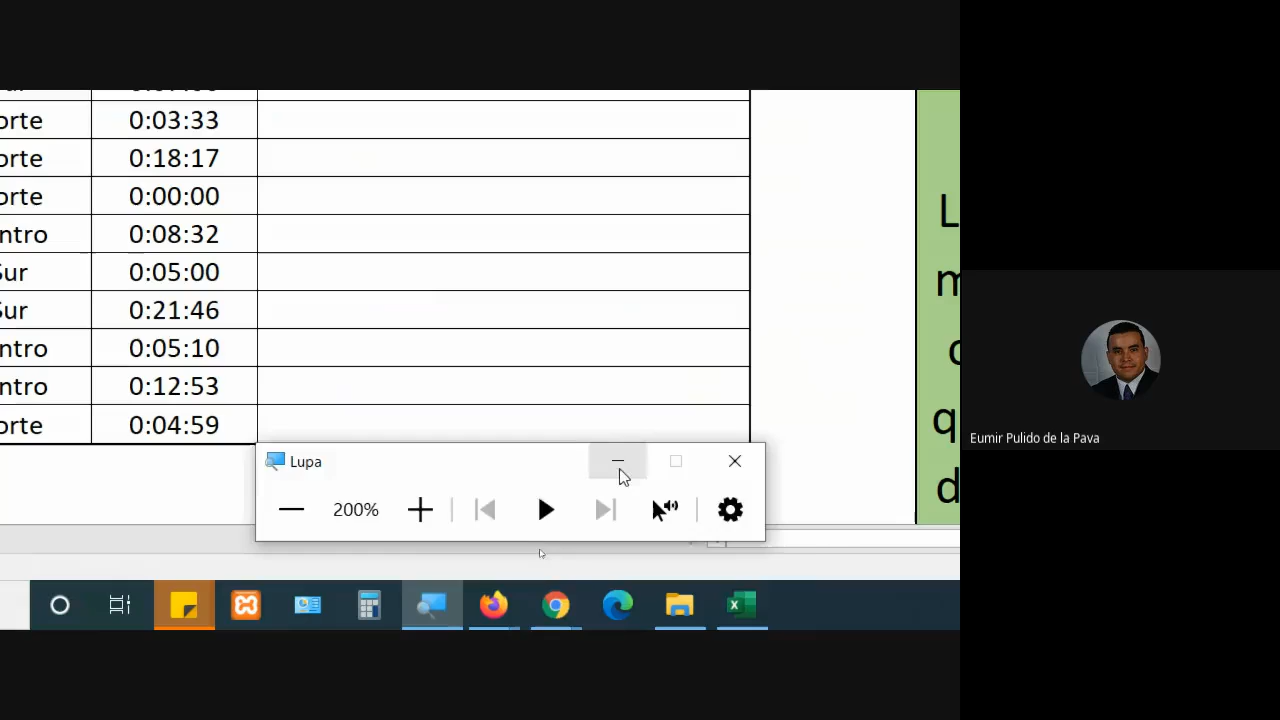 orte 0:03:33
orte 0:18:17
orte 0:00:00
ntro 0:08:32
Sur 0:05:00
Sur 0:21:46
ntro 0:05:10
ntro 0:12:53
orte 0:04:59
L
m
q
d
Lupa
200%
Eumir Pulido de la Pava